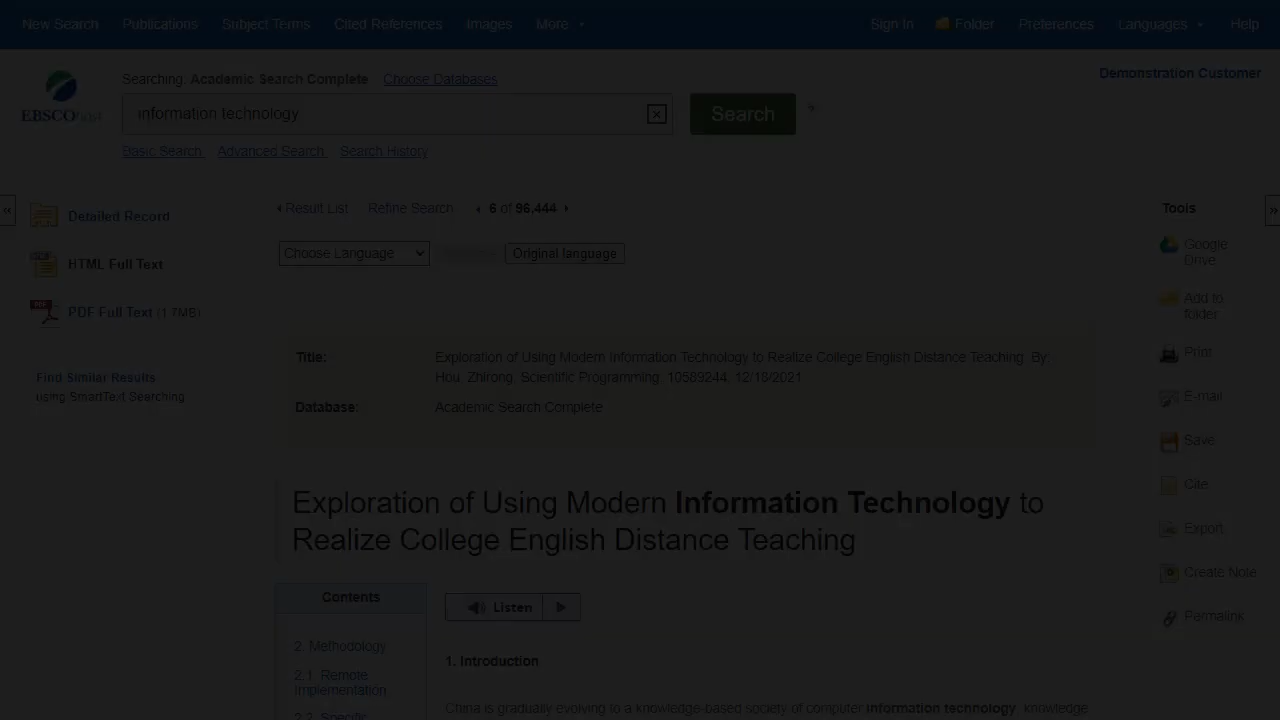 New Search Publications Subject Terms Cited References Images More Sign In Folder Preferences Languages Help
Searching: Academic Search Complete Choose Databases Demonstration Customer
EBSCOhost
information technology Search
Basic Search Advanced Search Search History
Detailed Record
HTML Full Text
PDF Full Text (1.7MB)
Find Similar Results
using SmartText Searching
Result List Refine Search 6 of 96,444
Choose Language Original language
Title: Exploration of Using Modern Information Technology to Realize College English Distance Teaching. By:
Hou, Zhirong, Scientific Programming, 10589244, 12/18/2021
Database: Academic Search Complete
Exploration of Using Modern Information Technology to
Realize College English Distance Teaching
Contents
2. Methodology
2.1. Remote
Implementation
2.2. Specific
Listen
1. Introduction
China is gradually evolving to a knowledge-based society of computer information technology, knowledge
Tools
Google
Drive
Add to
folder
Print
E-mail
Save
Cite
Export
Create Note
Permalink